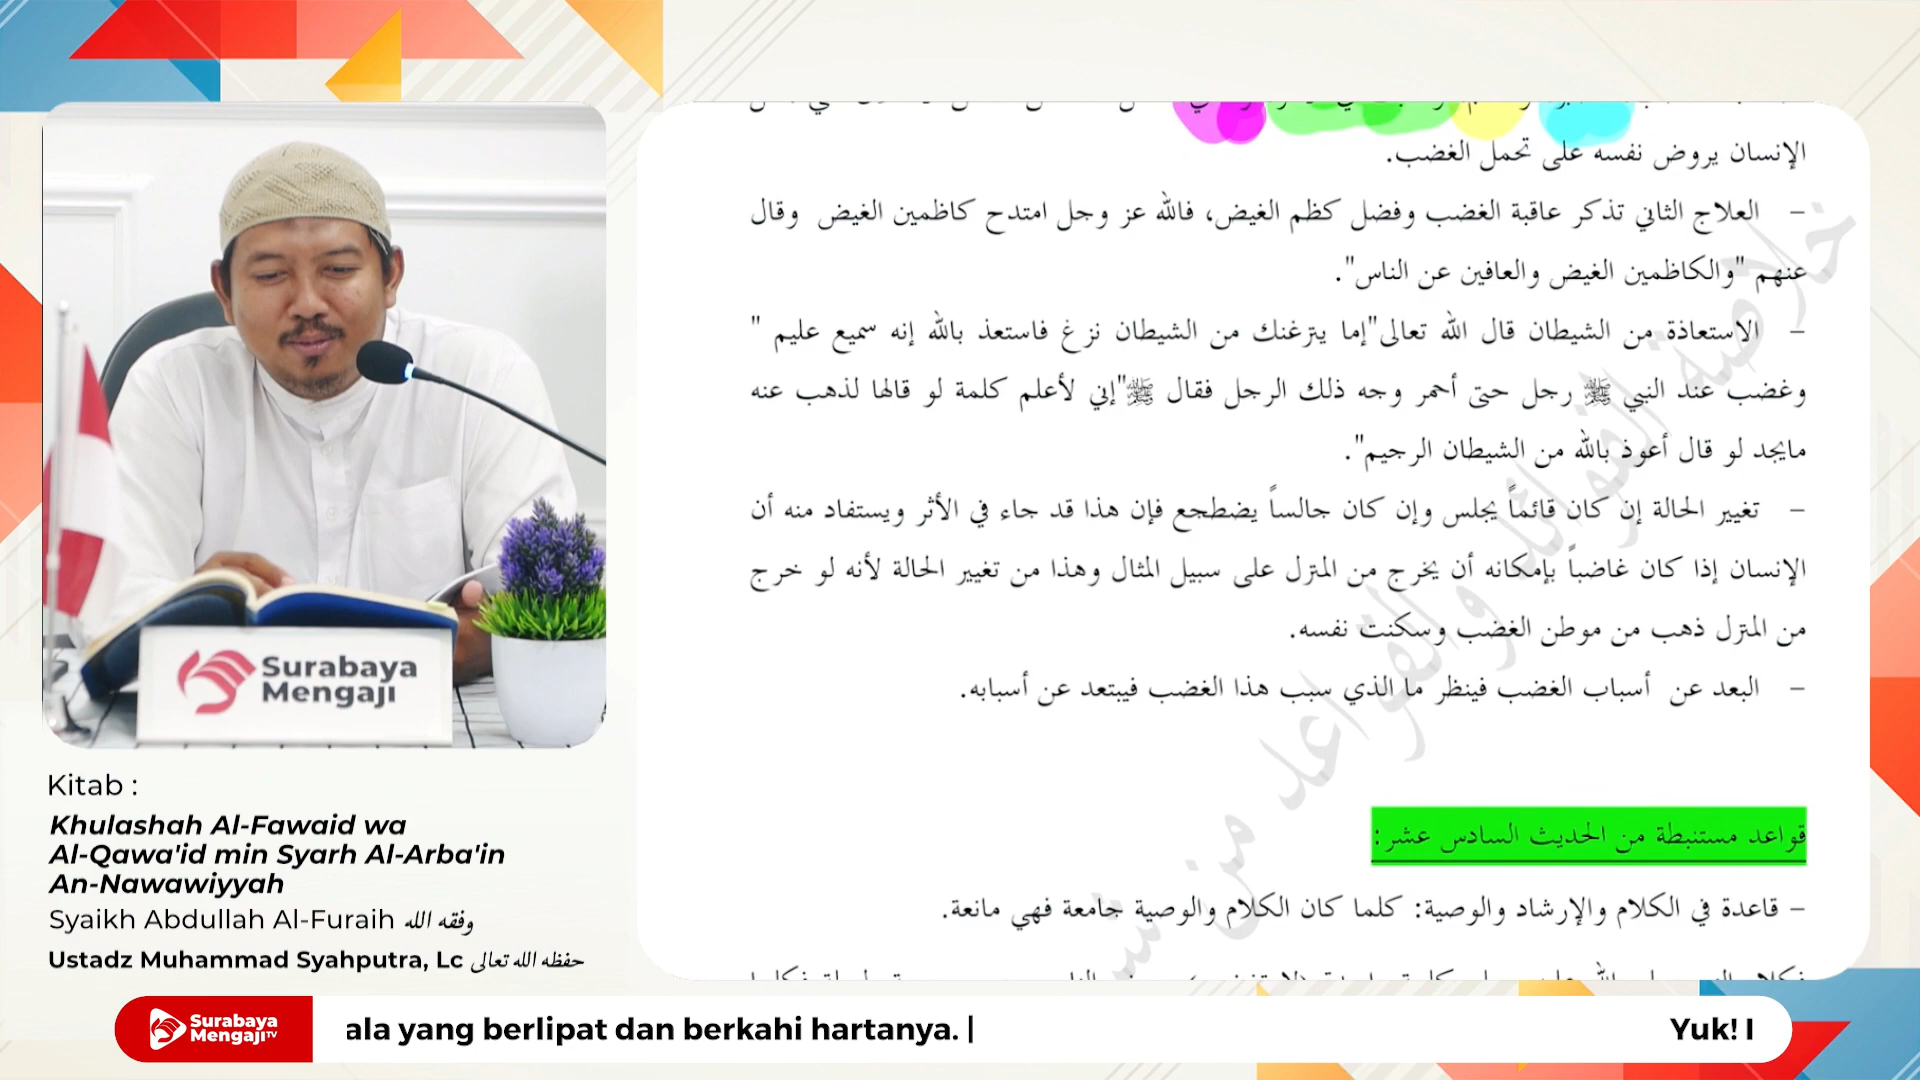 الإنسان يروض نفسه على تحمل الغضب.
– العلاج الثاني تذكر عاقبة الغضب وفضل كظم الغيض، فالله عز وجل امتدح كاظمين الغيض وقال
عنهم "والكاظمين الغيض والعافين عن الناس".
– الاستعاذة من الشيطان قال الله تعالى"إما ينزغنك من الشيطان نزغ فاستعذ بالله إنه سميع عليم "
وغضب عند النبي ﷺ رجل حتى أحمر وجه ذلك الرجل فقال ﷺ"إني لأعلم كلمة لو قالها لذهب عنه
مايجد لو قال أعوذ بالله من الشيطان الرجيم".
– تغيير الحالة إن كان قائماً يجلس وإن كان جالساً يضطجع فإن هذا قد جاء في الأثر ويستفاد منه أن
الإنسان إذا كان غاضباً بإمكانه أن يخرج من المنزل على سبيل المثال وهذا من تغيير الحالة لأنه لو خرج
من المنزل ذهب من موطن الغضب وسكنت نفسه.
– البعد عن أسباب الغضب فينظر ما الذي سبب هذا الغضب فيبتعد عن أسبابه.
قواعد مستنبطة من الحديث السادس عشر:
– قاعدة في الكلام والإرشاد والوصية: كلما كان الكلام والوصية جامعة فهي مانعة.
خلاصة الفوائد والقواعد من
Surabaya
Mengaji
Kitab :
Khulashah Al-Fawaid wa
Al-Qawa'id min Syarh Al-Arba'in
An-Nawawiyyah
Syaikh Abdullah Al-Furaih وفقه الله
Ustadz Muhammad Syahputra, Lc حفظه الله تعالى
Surabaya
MengajiTV
ala yang berlipat dan berkahi hartanya. |
Yuk! I